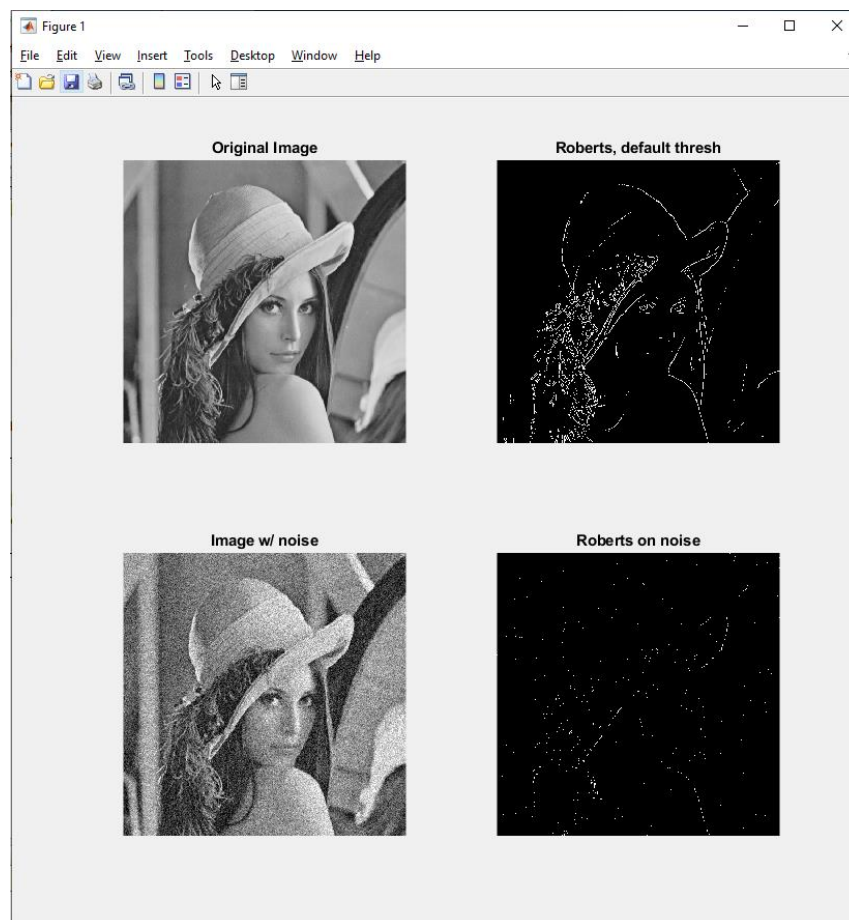 Figure 1
File Edit View Insert Tools Desktop Window Help
Original Image
Roberts, default thresh
Image w/ noise
Roberts on noise